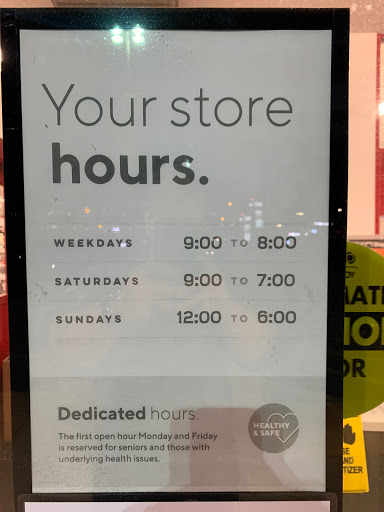 Your store
hours.
WEEKDAYS 9:00 TO 8:00
SATURDAYS 9:00 TO 7:00
SUNDAYS 12:00 TO 6:00
Dedicated hours.
The first open hour Monday and Friday
is reserved for seniors and those with
underlying health issues.
HEALTHY
& SAFE